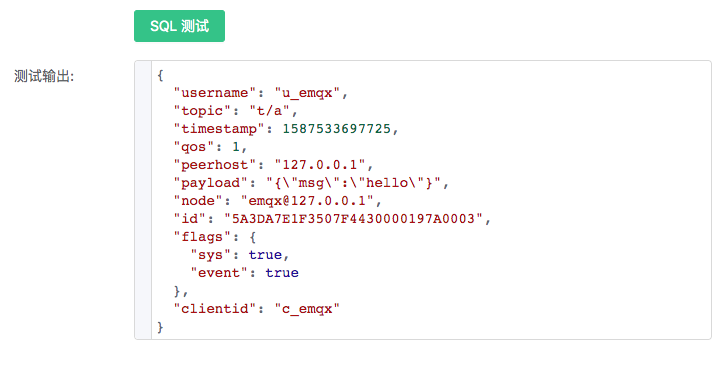 SQL 测试
测试输出:
{
"username": "u_emqx",
"topic": "t/a",
"timestamp": 1587533697725,
"qos": 1,
"peerhost": "127.0.0.1",
"payload": "{\"msg\":\"hello\"}",
"node": "emqx@127.0.0.1",
"id": "5A3DA7E1F3507F4430000197A0003",
"flags": {
"sys": true,
"event": true
},
"clientid": "c_emqx"
}